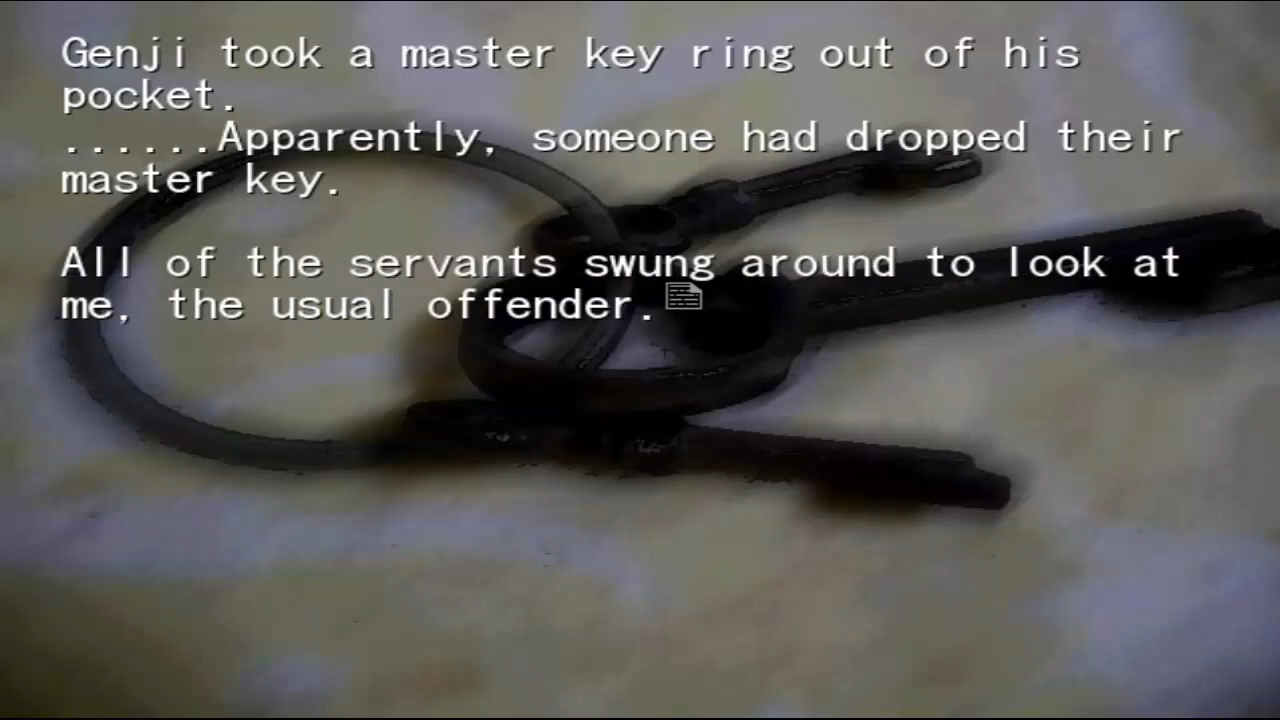 Genji took a master key ring out of his
pocket.
......Apparently, someone had dropped their
master key.
All of the servants swung around to look at
me, the usual offender.